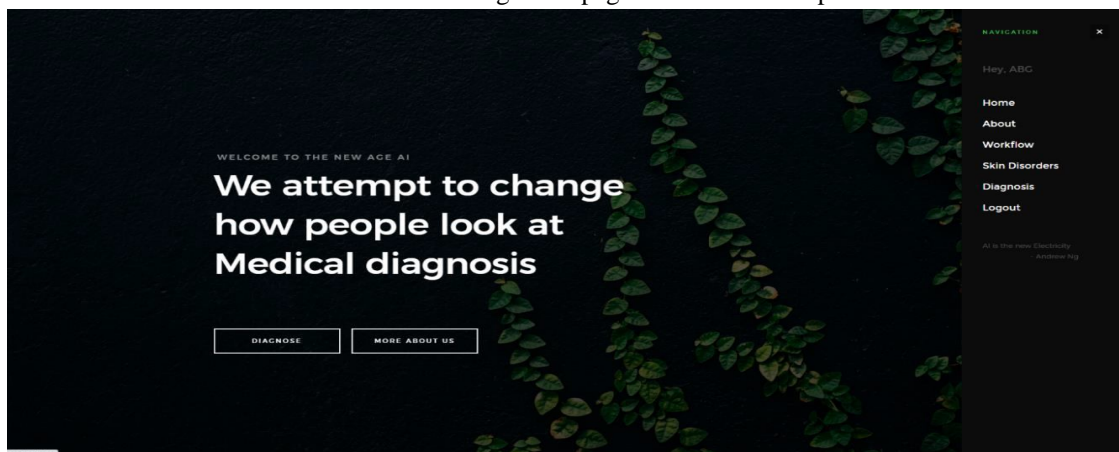 WELCOME TO THE NEW AGE AI
We attempt to change
how people look at
Medical diagnosis
DIAGNOSE
MORE ABOUT US
NAVIGATION
Hey, ABG
Home
About
Workflow
Skin Disorders
Diagnosis
Logout
AI is the new Electricity
- Andrew Ng